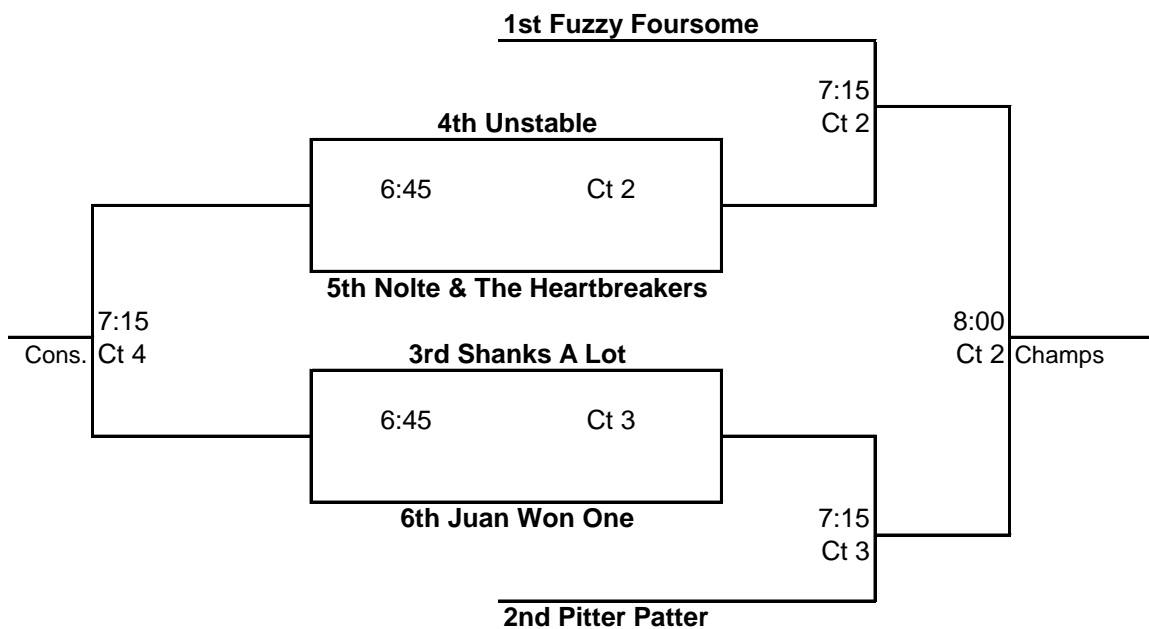 1st Fuzzy Foursome
7:15
Ct 2
4th Unstable
6:45 Ct 2
5th Nolte & The Heartbreakers
7:15
Cons. Ct 4
8:00
Ct 2 Champs
3rd Shanks A Lot
6:45 Ct 3
6th Juan Won One
7:15
Ct 3
2nd Pitter Patter